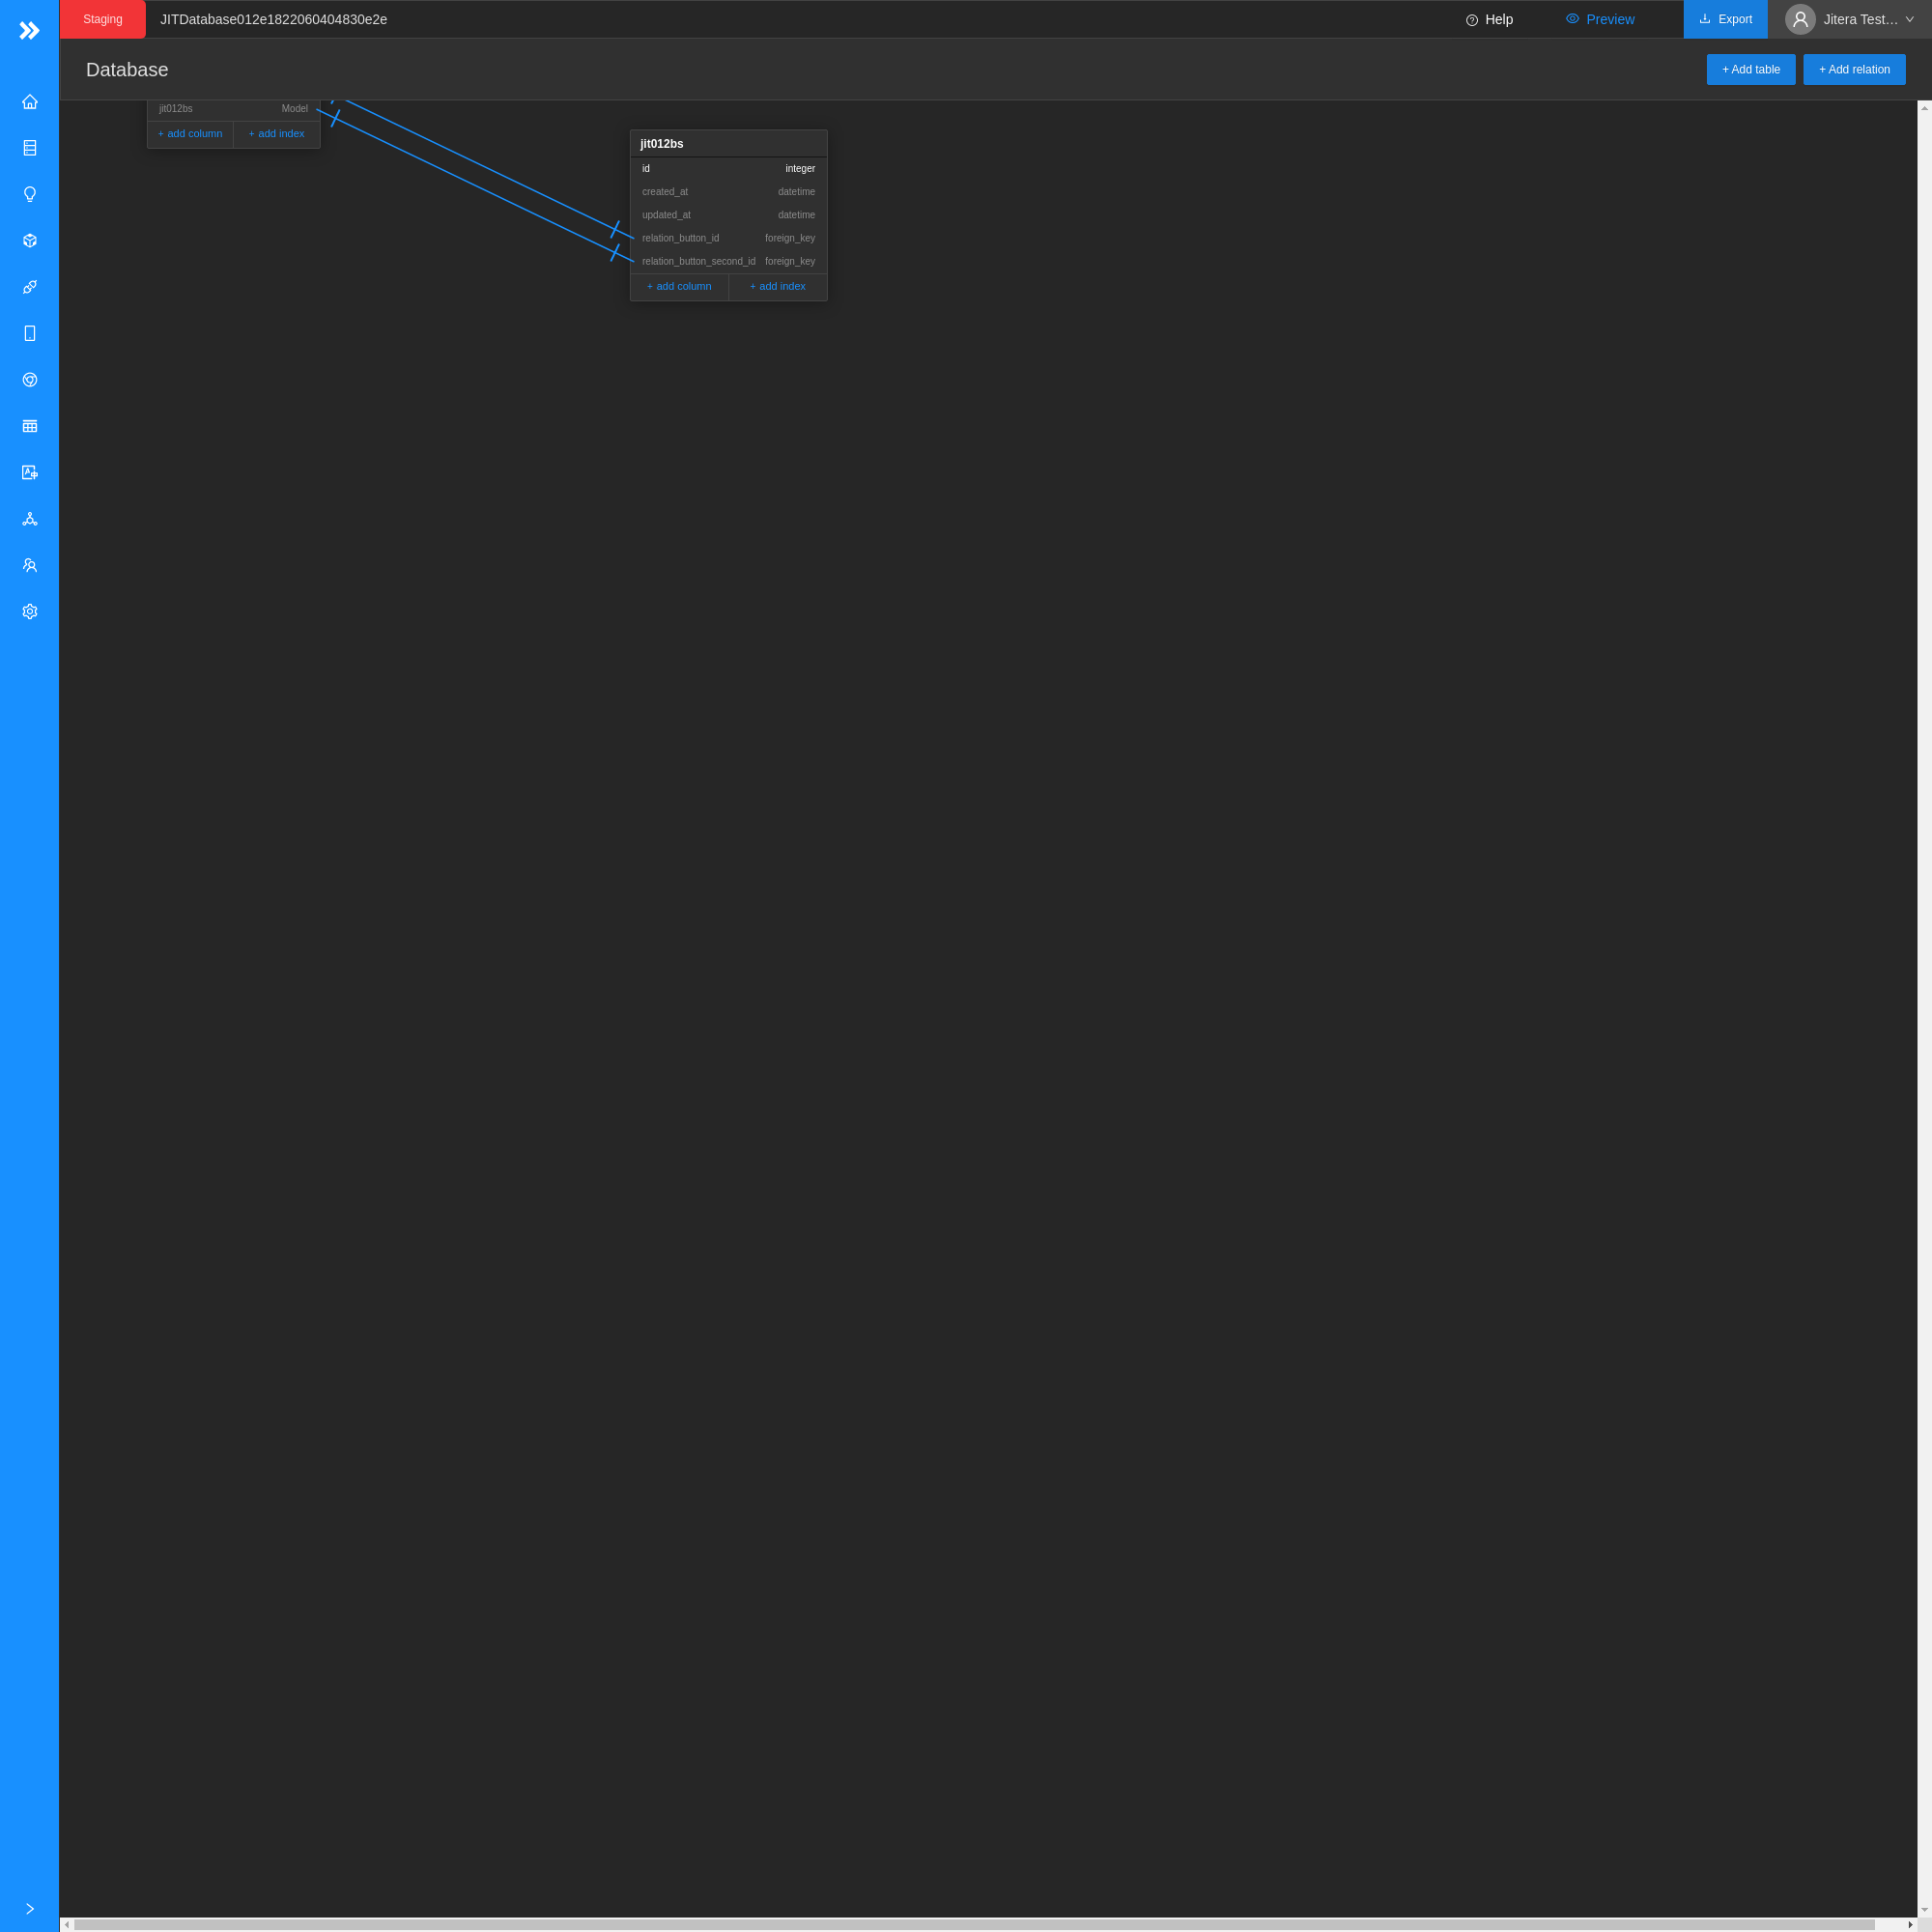 Staging
JITDatabase012e1822060404830e2e
Help
Preview
Export
Jitera Test…
Database
+ Add table
+ Add relation
jit012bs Model
+ add column + add index
jit012bs
id integer
created_at datetime
updated_at datetime
relation_button_id foreign_key
relation_button_second_id foreign_key
+ add column + add index